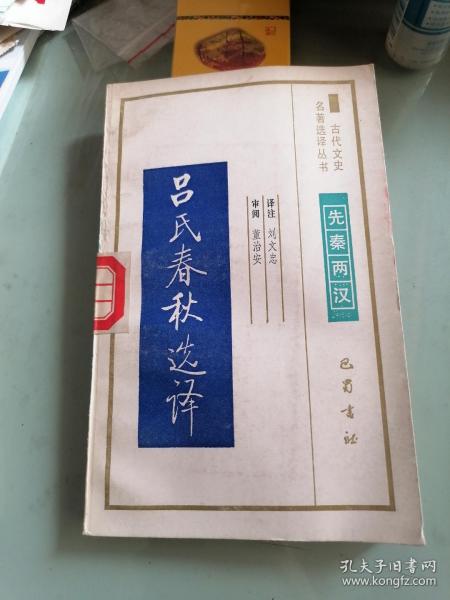 古代文史
名著选译丛书
先秦两汉
译注 刘文忠
审阅 董治安
吕氏春秋选译
巴蜀书社
孔夫子旧书网
www.kongfz.com